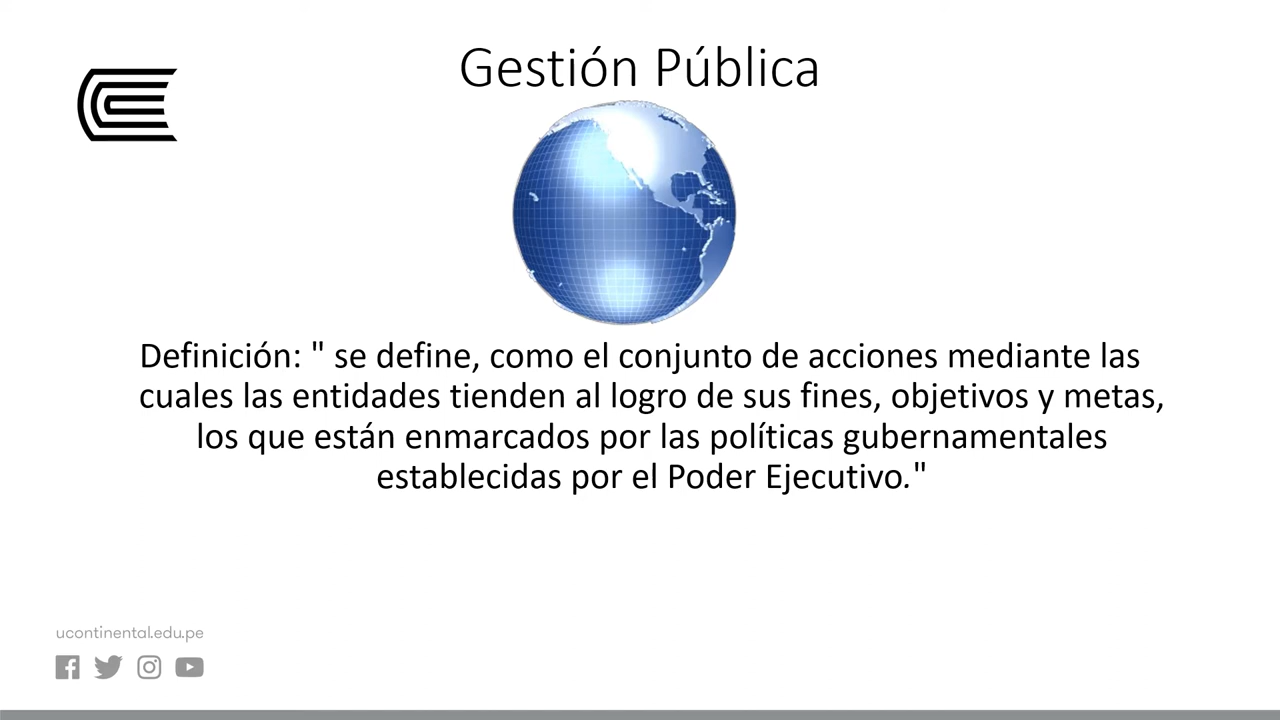 Gestión Pública
Definición: " se define, como el conjunto de acciones mediante las
cuales las entidades tienden al logro de sus fines, objetivos y metas,
los que están enmarcados por las políticas gubernamentales
establecidas por el Poder Ejecutivo."
ucontinental.edu.pe